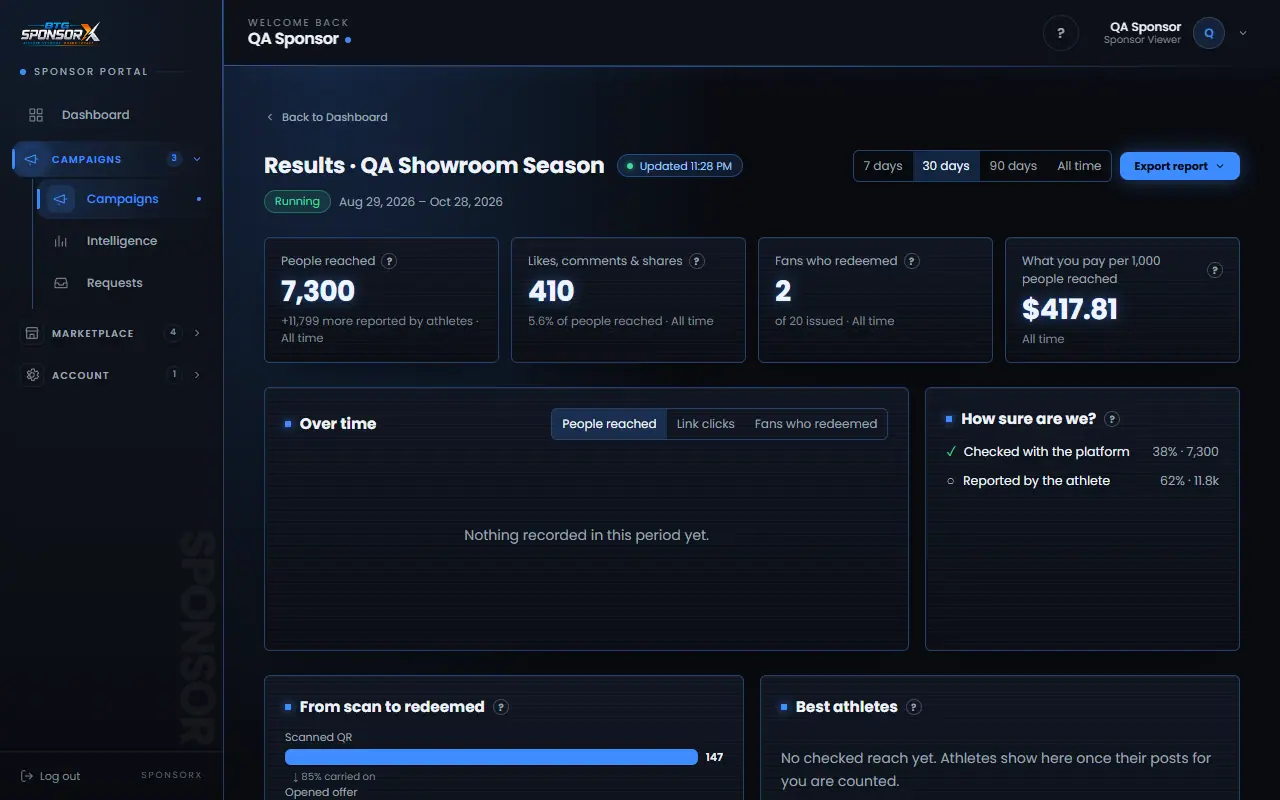 BTG
SPONSORX
WELCOME BACK
QA Sponsor
?
QA Sponsor
Sponsor Viewer
Q
SPONSOR PORTAL
Dashboard
CAMPAIGNS 3
Campaigns
Intelligence
Requests
MARKETPLACE 4
ACCOUNT 1
SPONSOR
Log out
SPONSORX
Back to Dashboard
Results · QA Showroom Season
Updated 11:28 PM
7 days
30 days
90 days
All time
Export report
Running
Aug 29, 2026 – Oct 28, 2026
People reached ?
7,300
+11,799 more reported by athletes ·
All time
Likes, comments & shares ?
410
5.6% of people reached · All time
Fans who redeemed ?
2
of 20 issued · All time
What you pay per 1,000
people reached ?
$417.81
All time
Over time
People reached
Link clicks
Fans who redeemed
Nothing recorded in this period yet.
How sure are we? ?
✓ Checked with the platform 38% · 7,300
○ Reported by the athlete 62% · 11.8k
From scan to redeemed ?
Scanned QR
147
↓ 85% carried on
Opened offer
Best athletes ?
No checked reach yet. Athletes show here once their posts for
you are counted.